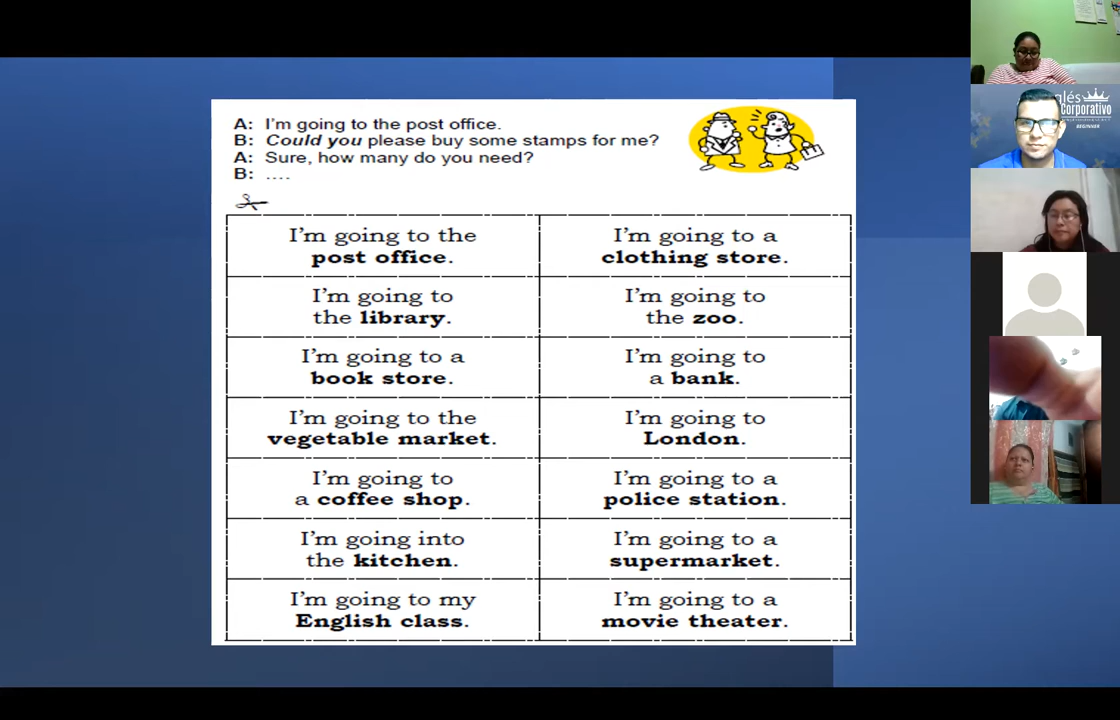 A: I'm going to the post office.
B: Could you please buy some stamps for me?
A: Sure, how many do you need?
B: ....
I'm going to the
post office.
I'm going to a
clothing store.
I'm going to
the library.
I'm going to
the zoo.
I'm going to a
book store.
I'm going to
a bank.
I'm going to the
vegetable market.
I'm going to
London.
I'm going to
a coffee shop.
I'm going to a
police station.
I'm going into
the kitchen.
I'm going to a
supermarket.
I'm going to my
English class.
I'm going to a
movie theater.
glés
Corporativo
BEGINNER